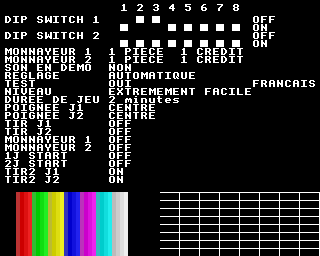 1 2 3 4 5 6 7 8
DIP SWITCH 1 OFF
ON
DIP SWITCH 2 OFF
ON
MONNAYEUR 1 1 PIECE 1 CREDIT
MONNAYEUR 2 1 PIECE 1 CREDIT
SON EN DEMO NON
REGLAGE AUTOMATIQUE
TEST OUI FRANCAIS
NIVEAU EXTREMEMENT FACILE
DUREE DE JEU 2 minutes
POIGNEE J1 CENTRE
POIGNEE J2 CENTRE
TIR J1 OFF
TIR J2 OFF
MONNAYEUR 1 OFF
MONNAYEUR 2 OFF
1J START OFF
2J START OFF
TIR2 J1 ON
TIR2 J2 ON